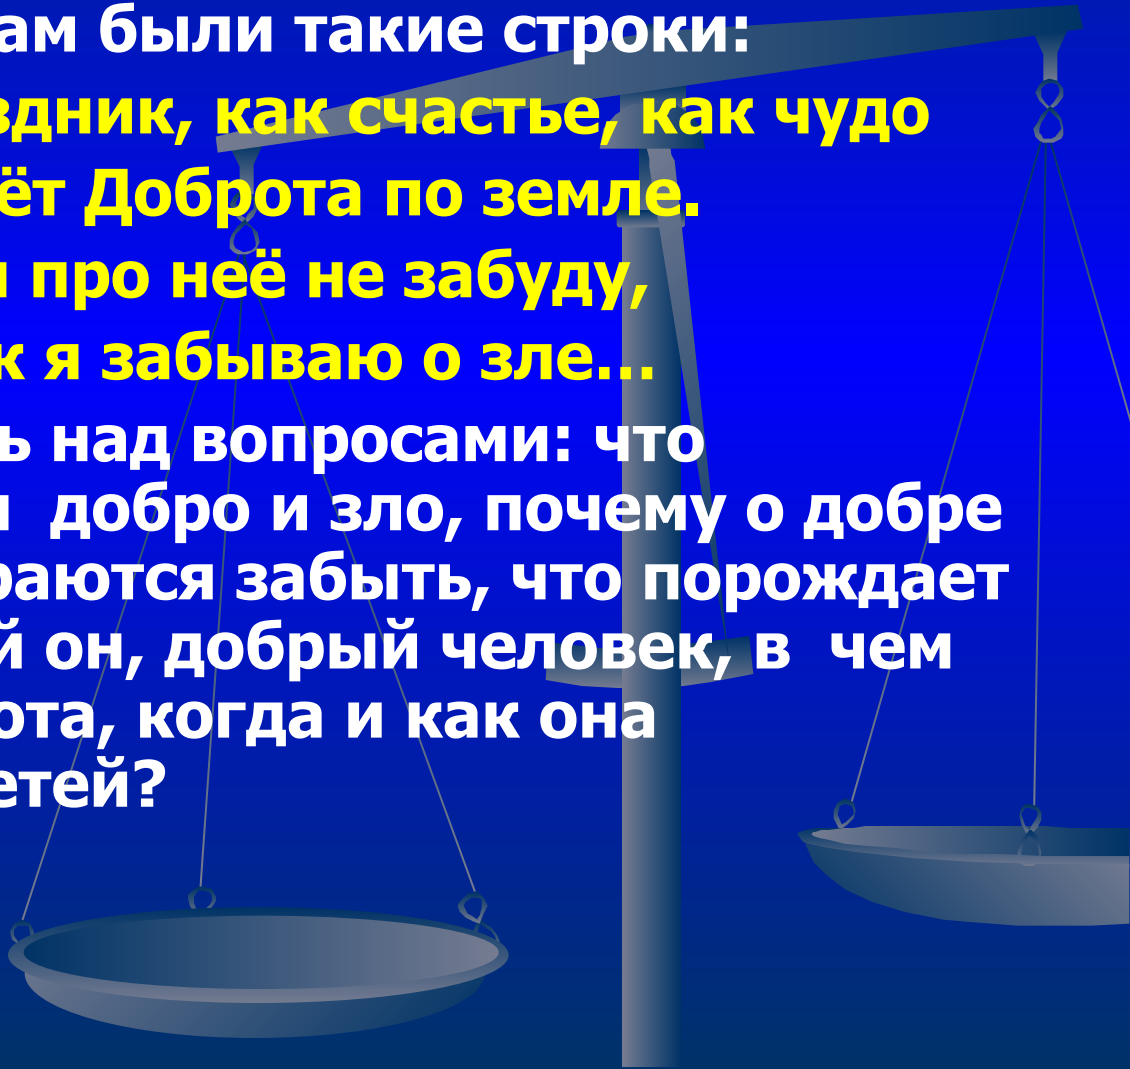 ам были такие строки:
здник, как счастье, как чудо
ёт Доброта по земле.
про неё не забуду,
к я забываю о зле…
ь над вопросами: что
добро и зло, почему о добре
раются забыть, что порождает
й он, добрый человек, в чем
ота, когда и как она
етей?